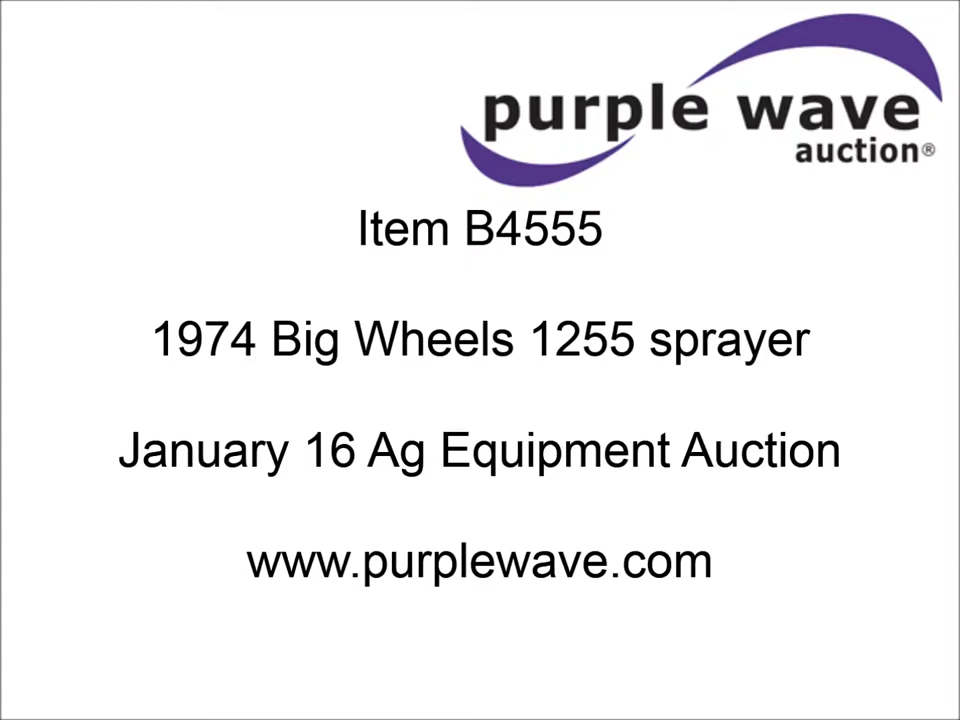 purple wave
auction®
Item B4555
1974 Big Wheels 1255 sprayer
January 16 Ag Equipment Auction
www.purplewave.com